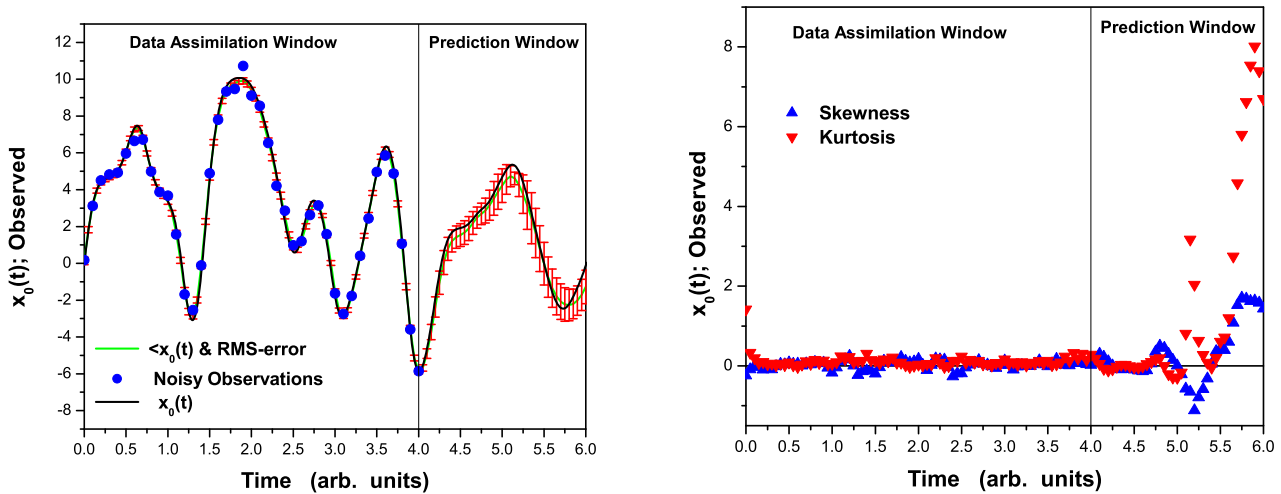 Data Assimilation Window
Prediction Window
12
10
8
6
4
2
0
-2
-4
-6
-8
x0(t); Observed
<x0(t) & RMS-error
Noisy Observations
x0(t)
0.0 0.5 1.0 1.5 2.0 2.5 3.0 3.5 4.0 4.5 5.0 5.5 6.0
Time (arb. units)
Data Assimilation Window
Prediction Window
Skewness
Kurtosis
8
6
4
2
0
x0(t); Observed
0.0 0.5 1.0 1.5 2.0 2.5 3.0 3.5 4.0 4.5 5.0 5.5 6.0
Time (arb. units)